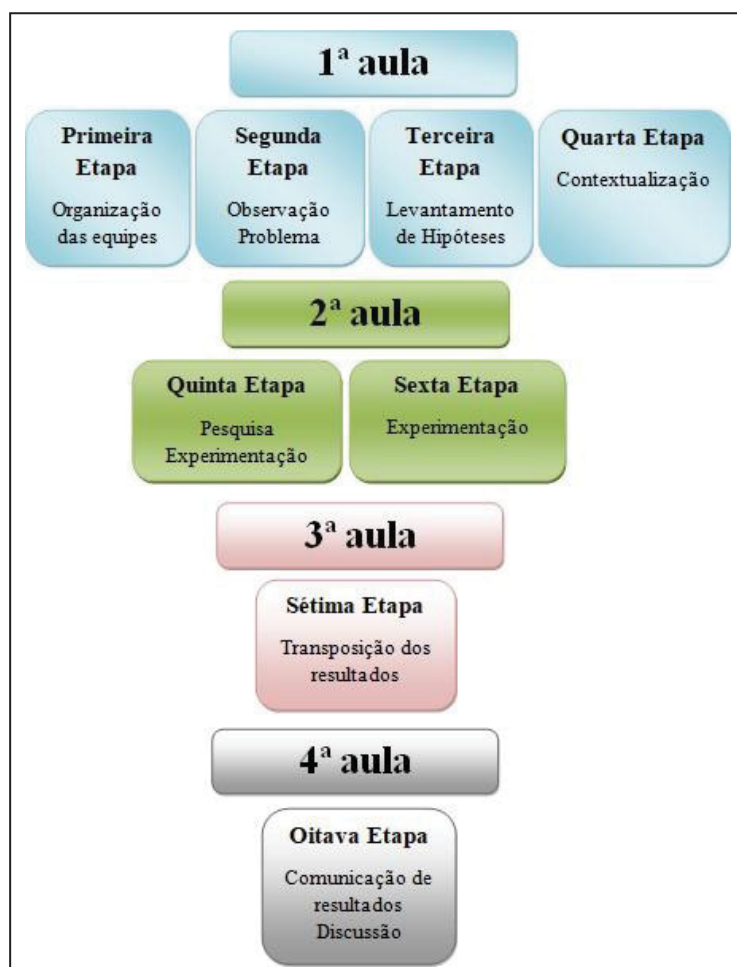 1ª aula
Primeira
Etapa
Organização
das equipes
Segunda
Etapa
Observação
Problema
Terceira
Etapa
Levantamento
de Hipóteses
Quarta Etapa
Contextualização
2ª aula
Quinta Etapa
Pesquisa
Experimentação
Sexta Etapa
Experimentação
3ª aula
Sétima Etapa
Transposição dos
resultados
4ª aula
Oitava Etapa
Comunicação de
resultados
Discussão